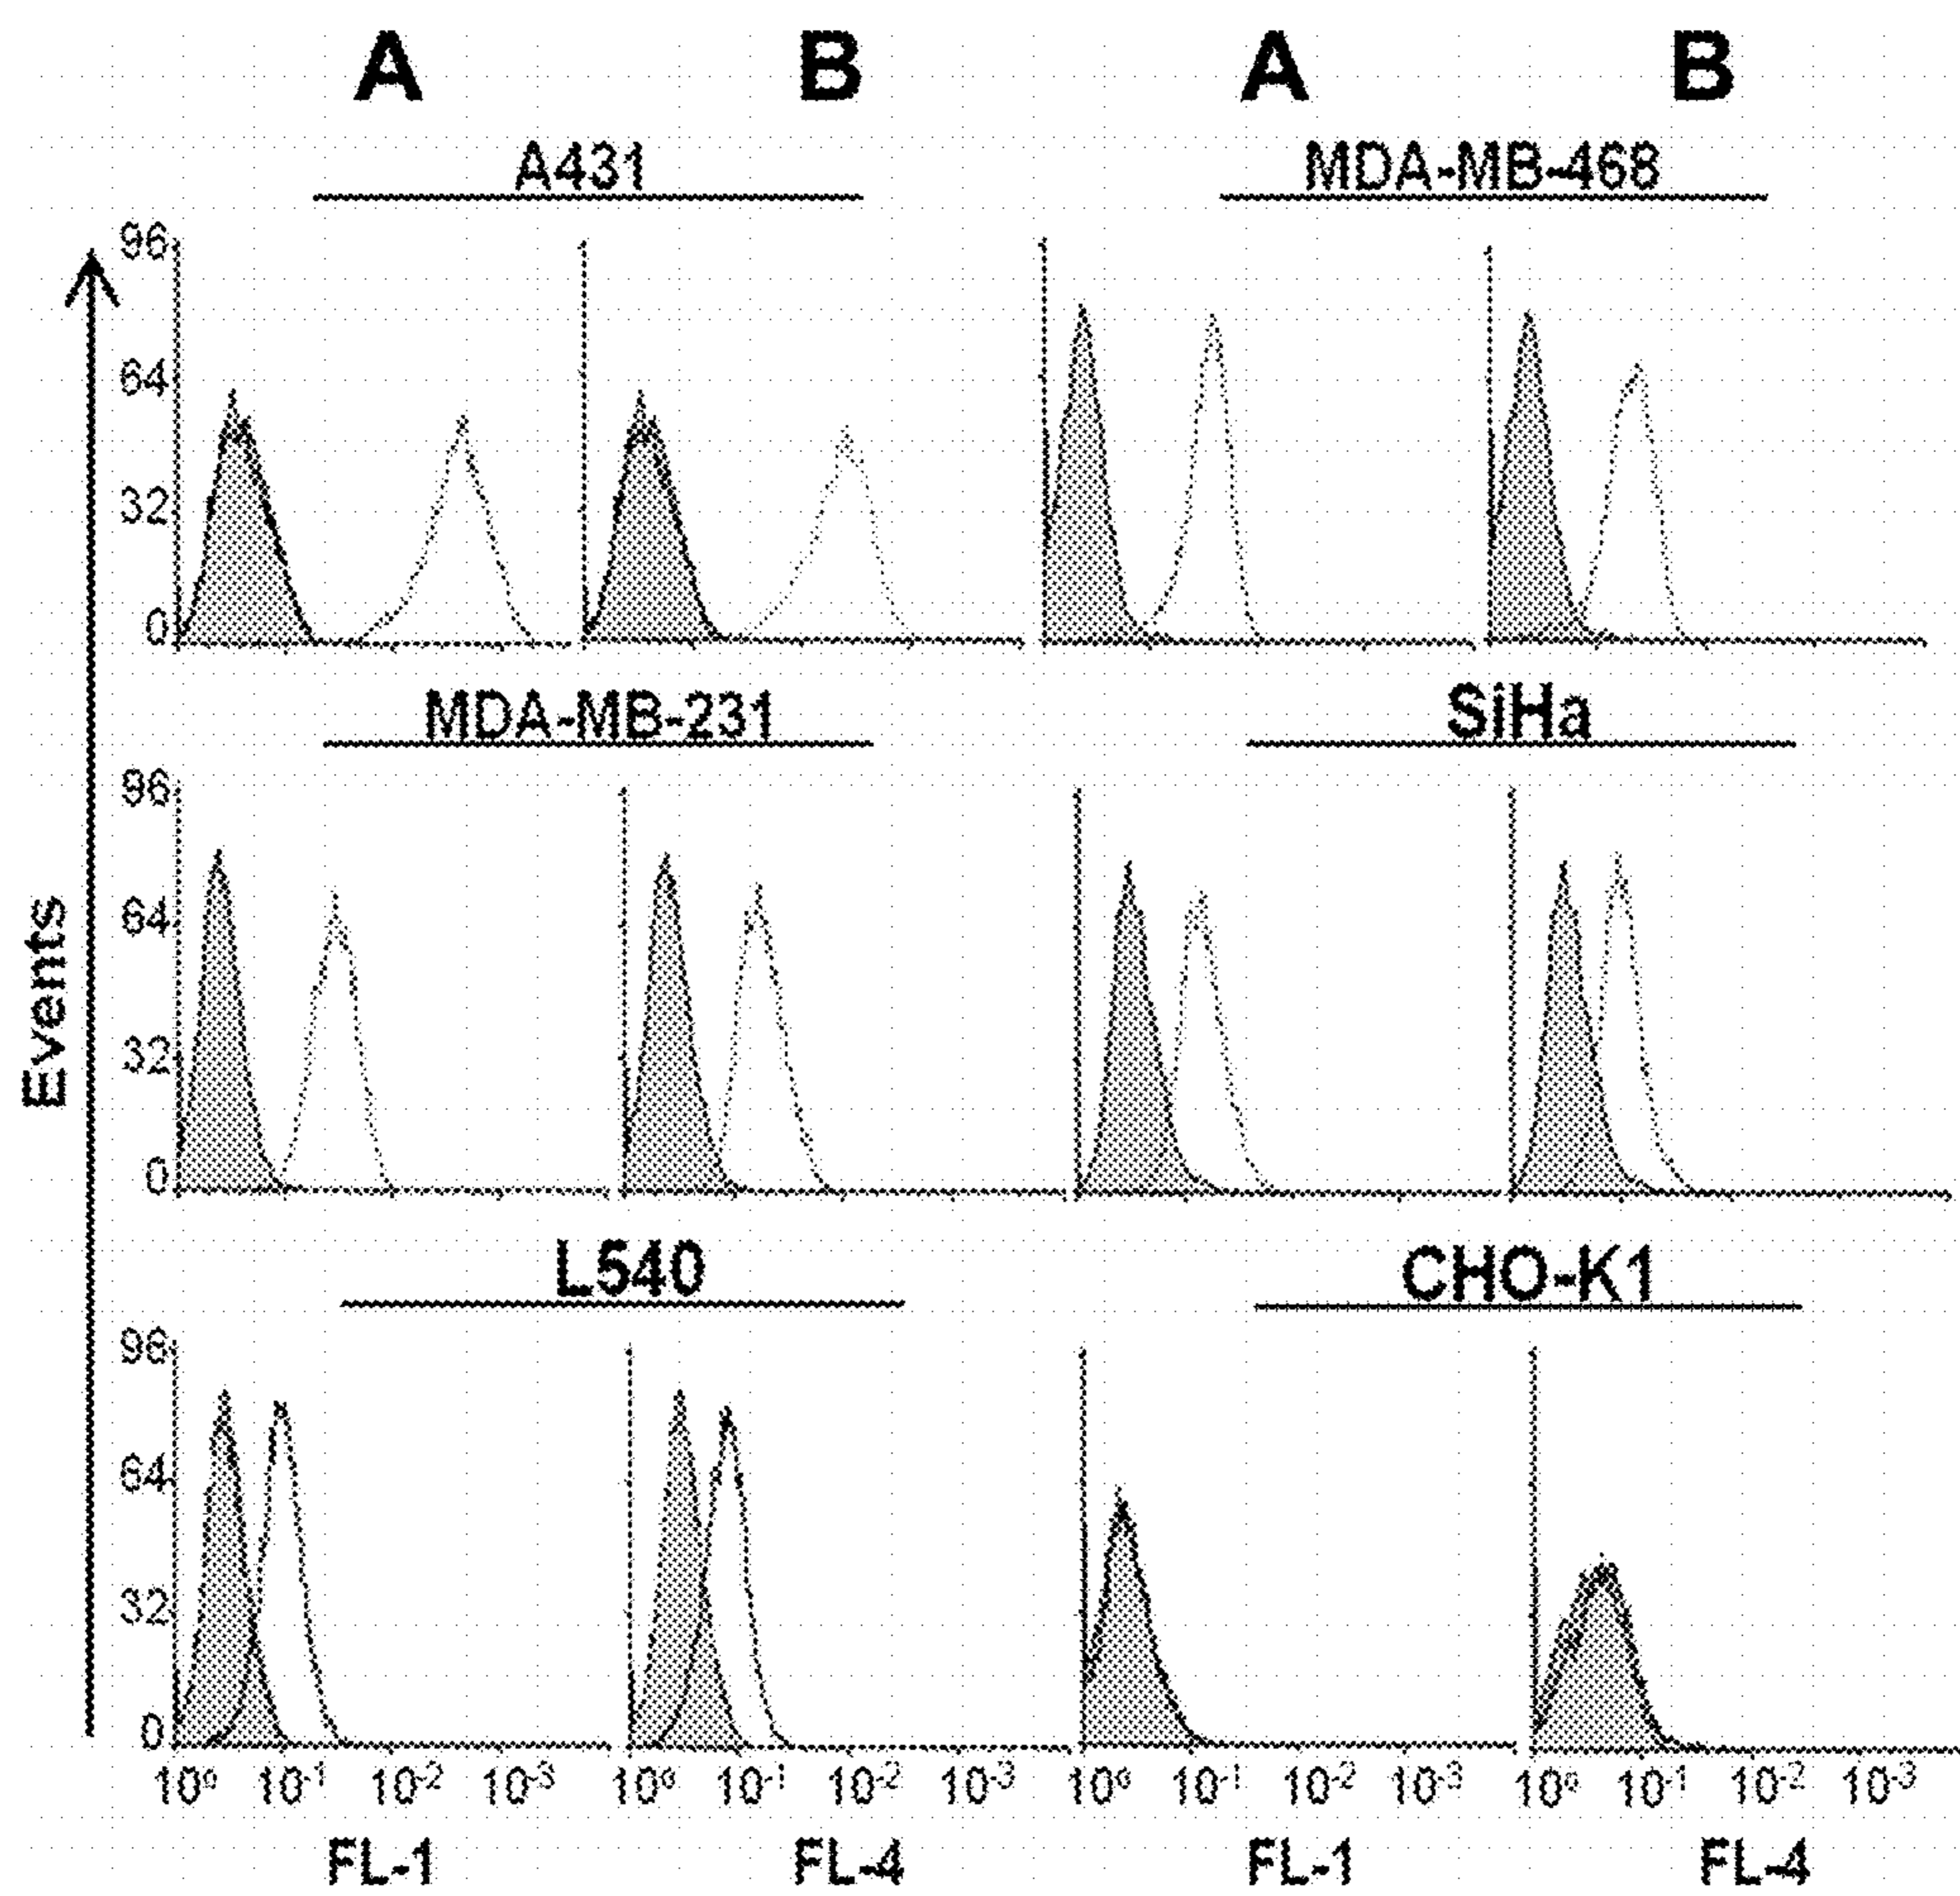 A B A B
A431 MDA-MB-468
96
64
32
0
MDA-MB-231 SiHa
96
64
32
0
Events
L540 CHO-K1
96
64
32
0
10⁰ 10⁻¹ 10⁻² 10⁻³ 10⁰ 10⁻¹ 10⁻² 10⁻³ 10⁰ 10⁻¹ 10⁻² 10⁻³ 10⁰ 10⁻¹ 10⁻² 10⁻³
FL-1 FL-4 FL-1 FL-4